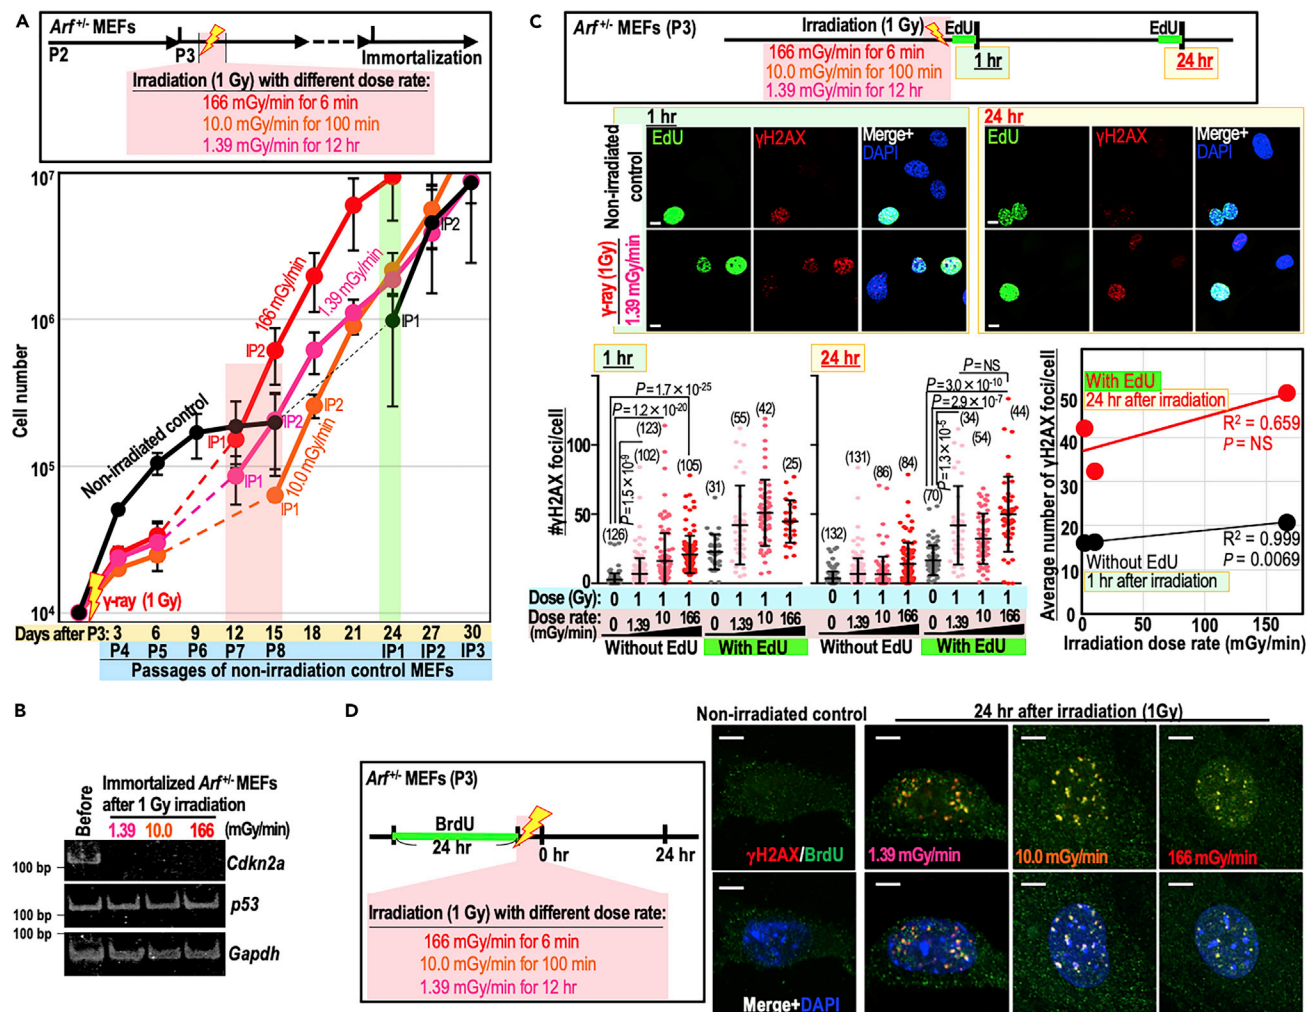 A
Arf+/- MEFs
P2
P3
Immortalization
Irradiation (1 Gy) with different dose rate:
166 mGy/min for 6 min
10.0 mGy/min for 100 min
1.39 mGy/min for 12 hr
Cell number
10^7
10^6
10^5
10^4
Non-irradiated control
166 mGy/min
1.39 mGy/min
10.0 mGy/min
IP1
IP2
IP1
IP2
IP1
IP2
IP1
IP2
γ-ray (1 Gy)
Days after P3: 3 6 9 12 15 18 21 24 27 30
P4 P5 P6 P7 P8 IP1 IP2 IP3
Passages of non-irradiation control MEFs
B
Before
Immortalized Arf+/- MEFs
after 1 Gy irradiation
1.39 10.0 166 (mGy/min)
100 bp
Cdkn2a
100 bp
p53
100 bp
Gapdh
C
Arf+/- MEFs (P3)
Irradiation (1 Gy)
EdU
EdU
166 mGy/min for 6 min
10.0 mGy/min for 100 min
1.39 mGy/min for 12 hr
1 hr
24 hr
1 hr
24 hr
Non-irradiated control
γ-ray (1Gy)
1.39 mGy/min
EdU
γH2AX
Merge+
DAPI
EdU
γH2AX
Merge+
DAPI
1 hr
#γH2AX foci/cell
100
50
0
P=1.7×10-25
P=1.2×10-20
P=1.5×10-9
(126)
(102)
(123)
(105)
(31)
(55)
(42)
(25)
24 hr
P=NS
P=3.0×10-10
P=2.9×10-7
P=1.3×10-5
(132)
(131)
(86)
(84)
(70)
(34)
(54)
(44)
Dose (Gy): 0 1 1 1 0 1 1 1 0 1 1 1 0 1 1 1
Dose rate: 0 1.39 10 166 0 1.39 10 166 0 1.39 10 166 0 1.39 10 166
(mGy/min)
Without EdU
With EdU
Without EdU
With EdU
Average number of γH2AX foci/cell
50
40
30
20
10
0
With EdU
24 hr after irradiation
R2 = 0.659
P = NS
Without EdU
1 hr after irradiation
R2 = 0.999
P = 0.0069
0 50 100 150
Irradiation dose rate (mGy/min)
D
Arf+/- MEFs (P3)
BrdU
24 hr
0 hr
24 hr
Irradiation (1 Gy) with different dose rate:
166 mGy/min for 6 min
10.0 mGy/min for 100 min
1.39 mGy/min for 12 hr
Non-irradiated control
24 hr after irradiation (1Gy)
γH2AX/BrdU
1.39 mGy/min
10.0 mGy/min
166 mGy/min
Merge+DAPI